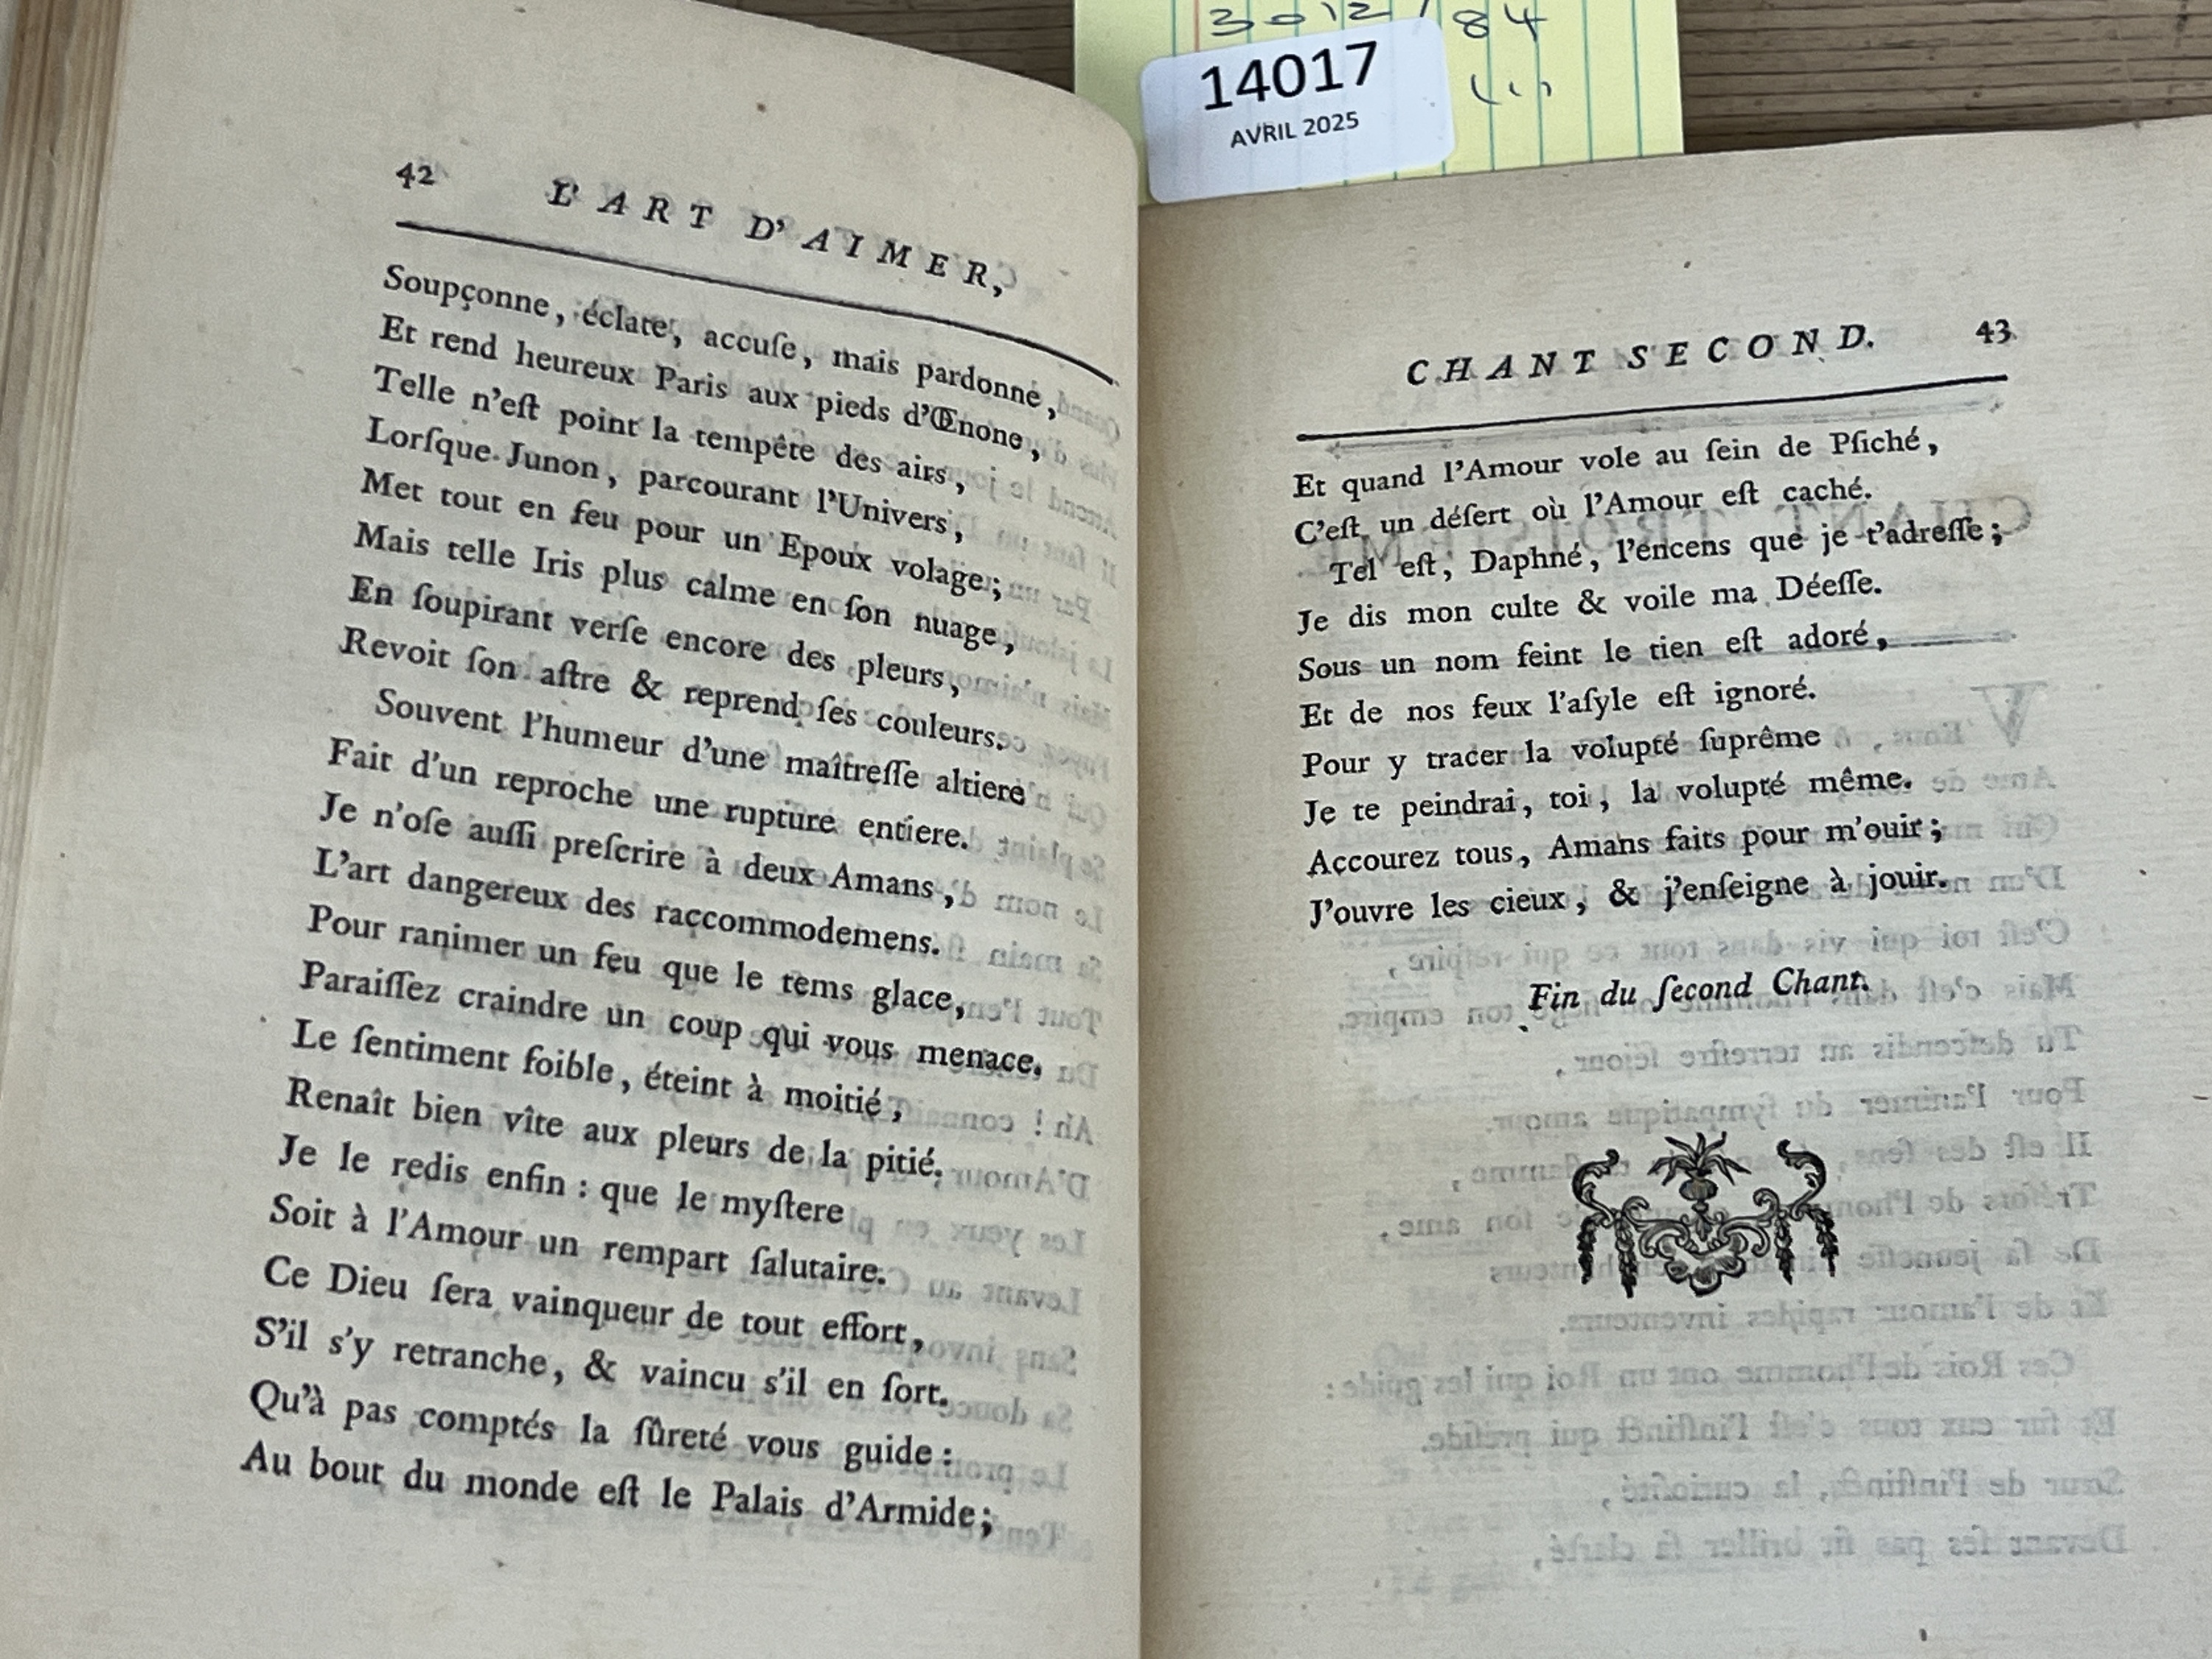 3012 / 84
14017
AVRIL 2025
42 L'ART D'AIMER,
Soupçonne, éclate, accuſe, mais pardonne,
Et rend heureux Paris aux pieds d'Œnone,
Telle n'eſt point la tempête des airs,
Lorſque Junon, parcourant l'Univers,
Met tout en feu pour un Epoux volage;
Mais telle Iris plus calme en ſon nuage,
En ſoupirant verſe encore des pleurs,
Revoit ſon aſtre & reprend ſes couleurs.
Souvent l'humeur d'une maîtreſſe altiere
Fait d'un reproche une rupture entiere.
Je n'oſe auſſi preſcrire à deux Amans,
L'art dangereux des raccommodemens.
Pour ranimer un feu que le tems glace,
Paraiſſez craindre un coup qui vous menace.
Le ſentiment foible, éteint à moitié,
Renaît bien vîte aux pleurs de la pitié.
Je le redis enfin : que le myſtere
Soit à l'Amour un rempart ſalutaire.
Ce Dieu ſera vainqueur de tout effort,
S'il s'y retranche, & vaincu s'il en ſort.
Qu'à pas comptés la ſûreté vous guide :
Au bout du monde eſt le Palais d'Armide;
CHANT SECOND. 43
Et quand l'Amour vole au ſein de Pſiché,
C'eſt un déſert où l'Amour eſt caché.
Tel eſt, Daphné, l'encens que je t'adreſſe;
Je dis mon culte & voile ma Déeſſe.
Sous un nom feint le tien eſt adoré,
Et de nos feux l'aſyle eſt ignoré.
Pour y tracer la volupté ſuprême
Je te peindrai, toi, la volupté même.
Accourez tous, Amans faits pour m'ouir;
J'ouvre les cieux, & j'enſeigne à jouir.
Fin du ſecond Chant.